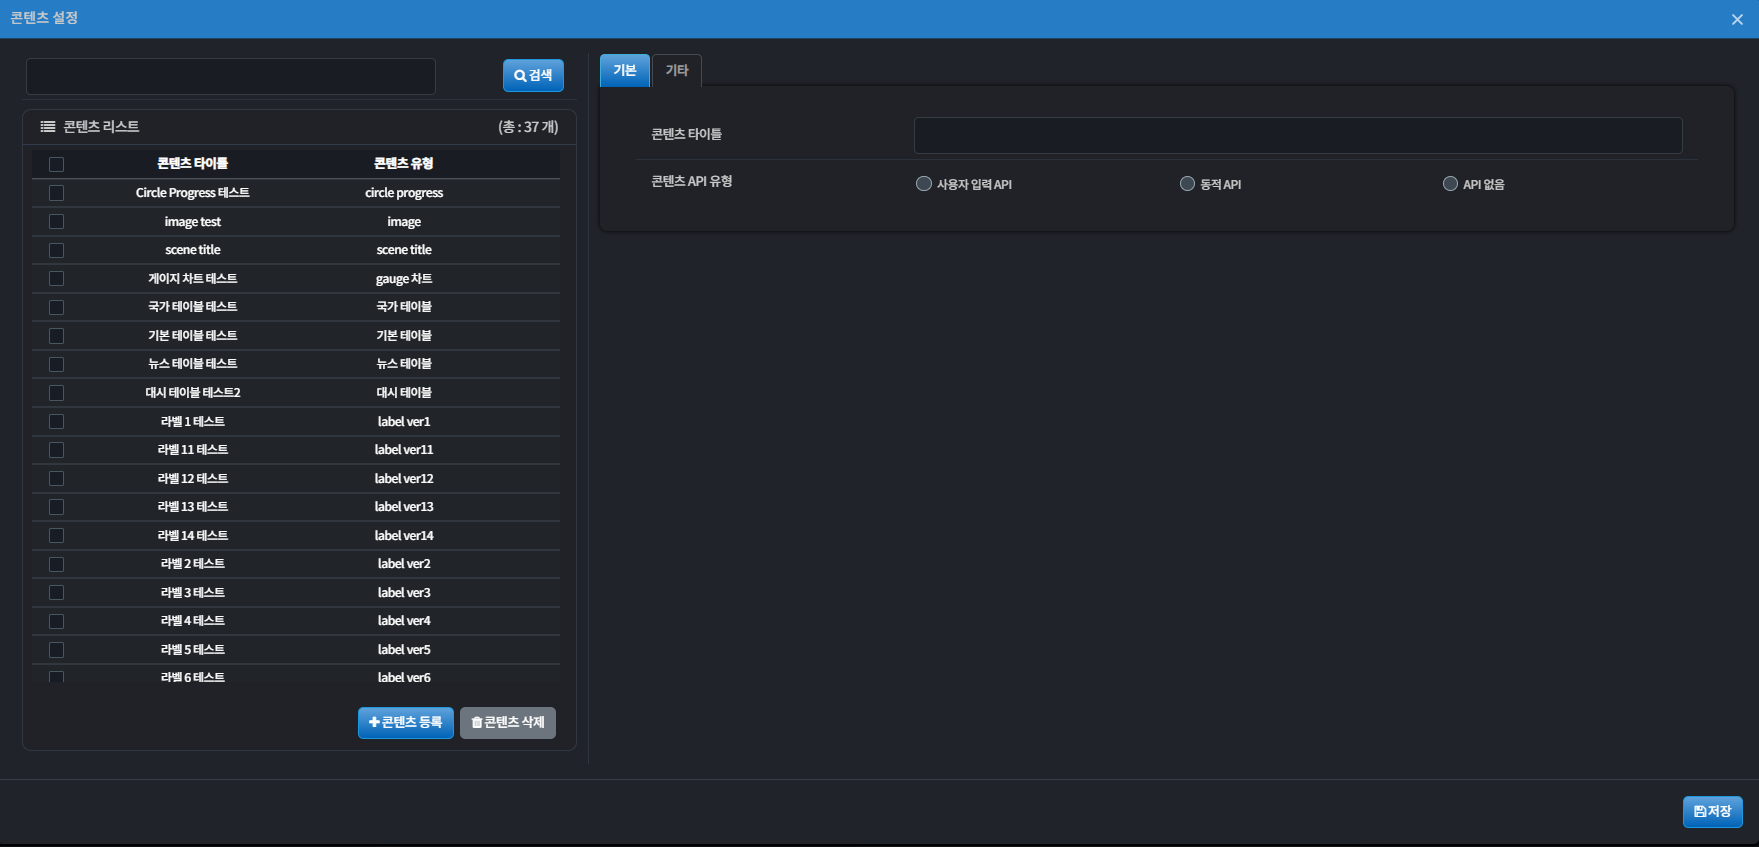 콘텐츠 설정
검색
콘텐츠 리스트 (총 : 37 개)
콘텐츠 타이틀 콘텐츠 유형
Circle Progress 테스트 circle progress
image test image
scene title scene title
게이지 차트 테스트 gauge 차트
국가 테이블 테스트 국가 테이블
기본 테이블 테스트 기본 테이블
뉴스 테이블 테스트 뉴스 테이블
대시 테이블 테스트2 대시 테이블
라벨 1 테스트 label ver1
라벨 11 테스트 label ver11
라벨 12 테스트 label ver12
라벨 13 테스트 label ver13
라벨 14 테스트 label ver14
라벨 2 테스트 label ver2
라벨 3 테스트 label ver3
라벨 4 테스트 label ver4
라벨 5 테스트 label ver5
라벨 6 테스트 label ver6
콘텐츠 등록 콘텐츠 삭제
기본 기타
콘텐츠 타이틀
콘텐츠 API 유형 사용자 입력 API 동적 API API 없음
저장